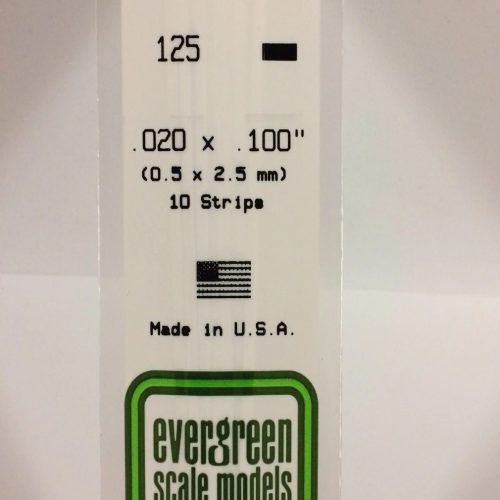 125
.020 x .100"
(0.5 x 2.5 mm)
10 Strips
Made in U.S.A.
evergreen
scale models